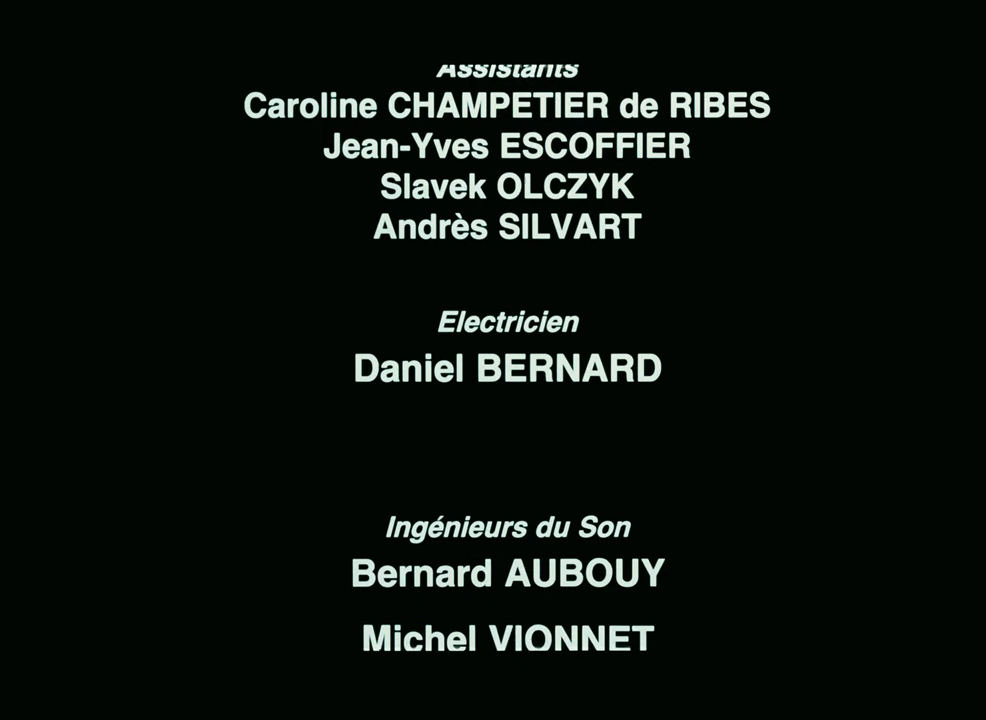 Assistants
Caroline CHAMPETIER de RIBES
Jean-Yves ESCOFFIER
Slavek OLCZYK
Andrès SILVART
Electricien
Daniel BERNARD
Ingénieurs du Son
Bernard AUBOUY
Michel VIONNET